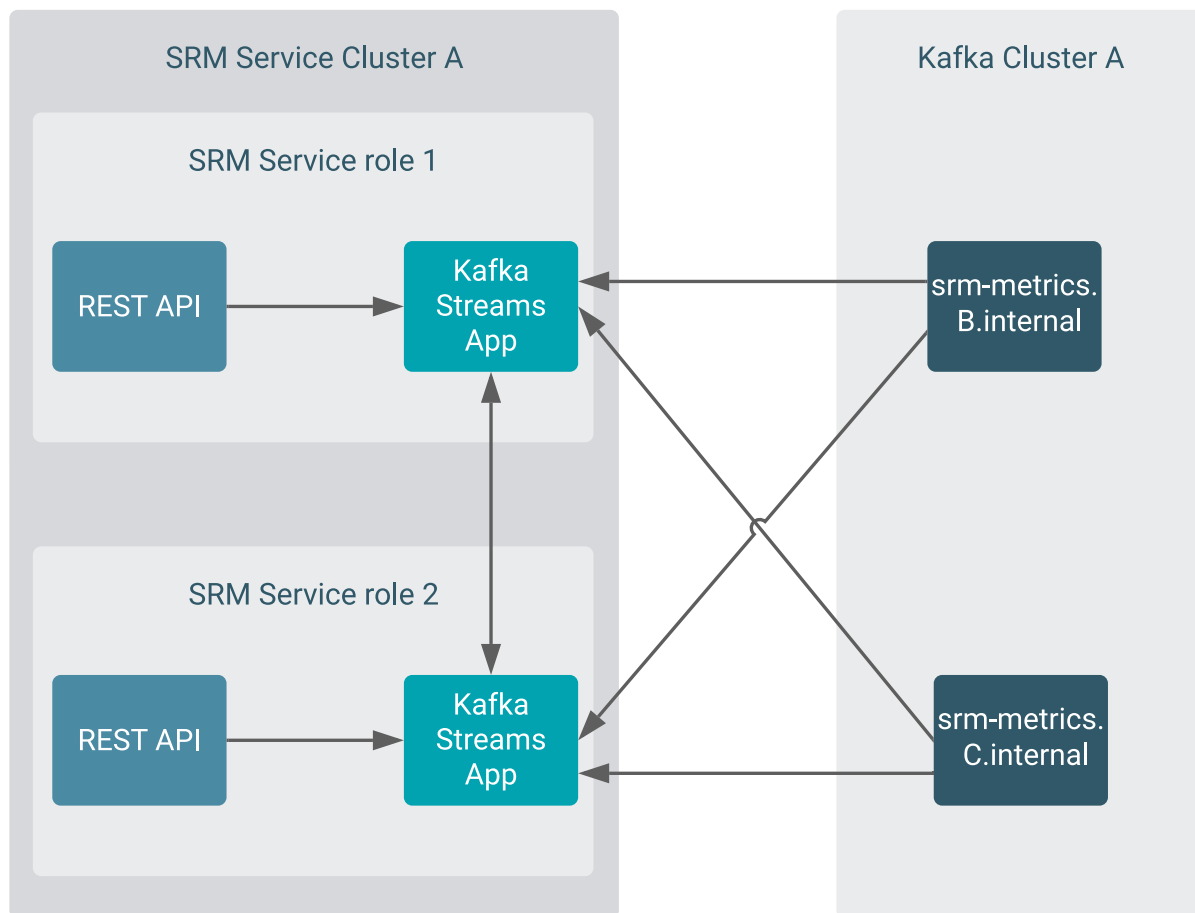 SRM Service Cluster A
Kafka Cluster A
SRM Service role 1
REST API
Kafka
Streams
App
srm-metrics.
B.internal
SRM Service role 2
REST API
Kafka
Streams
App
srm-metrics.
C.internal